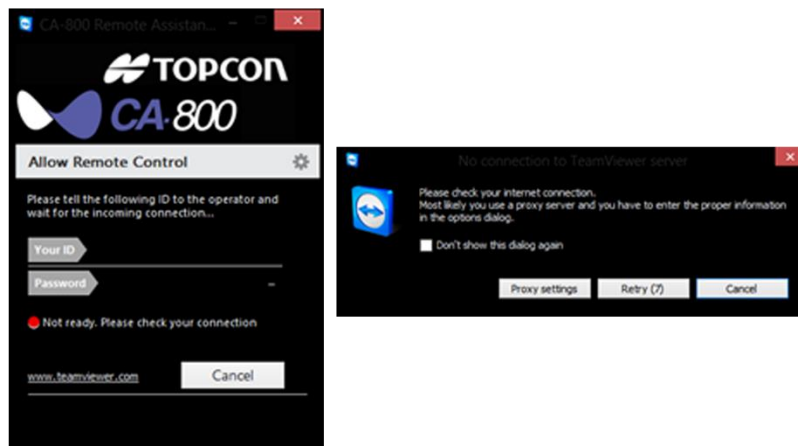 CA-800 Remote Assistan...
TOPCON
CA-800
Allow Remote Control
Please tell the following ID to the operator and
wait for the incoming connection...
Your ID
Password
-
Not ready. Please check your connection
www.teamviewer.com
Cancel
No connection to TeamViewer server
Please check your internet connection.
Most likely you use a proxy server and you have to enter the proper information
in the options dialog.
Don't show this dialog again
Proxy settings
Retry (7)
Cancel